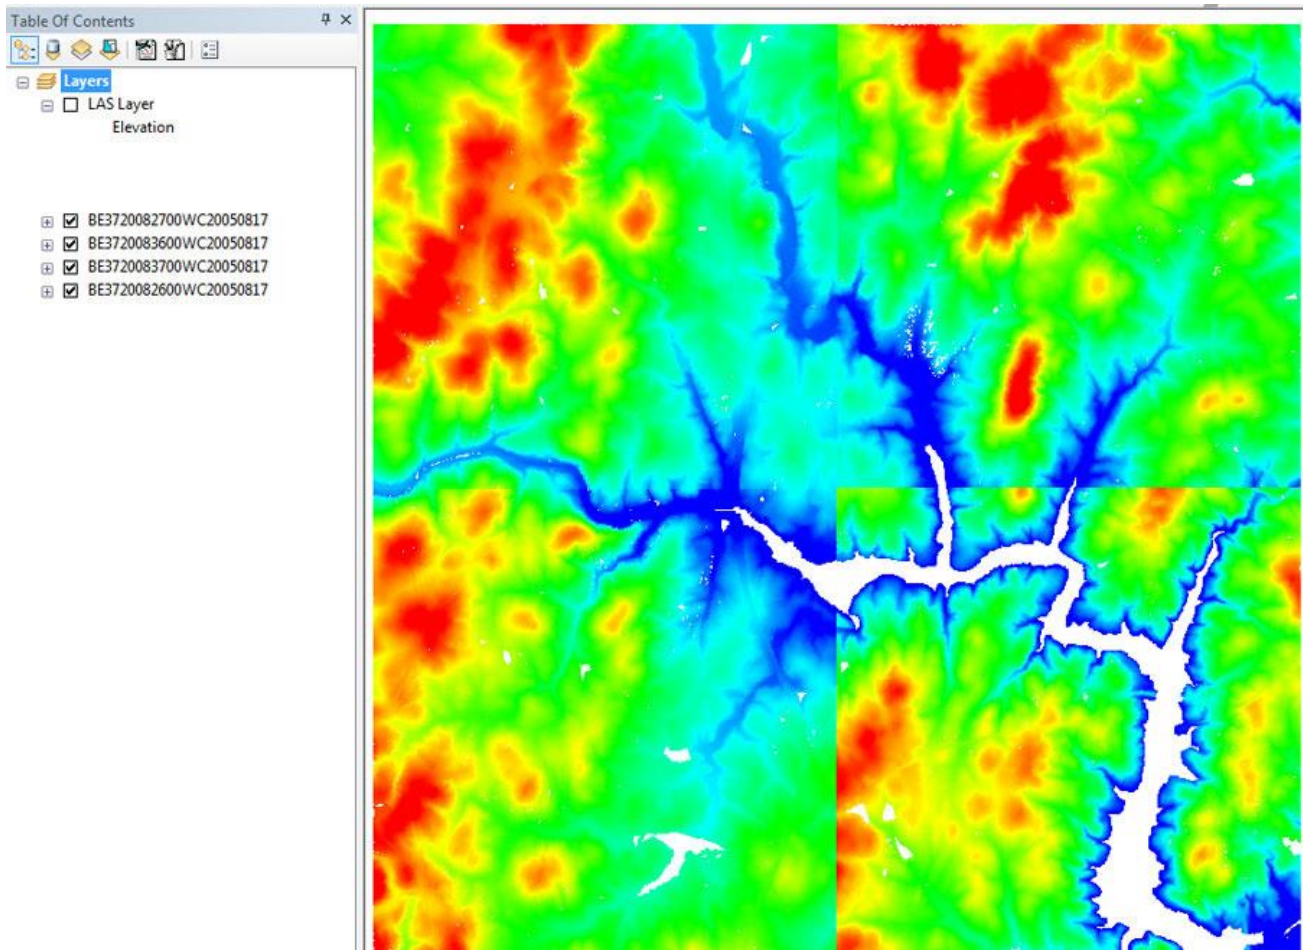 Table Of Contents
Layers
LAS Layer
Elevation
BE3720082700WC20050817
BE3720083600WC20050817
BE3720083700WC20050817
BE3720082600WC20050817